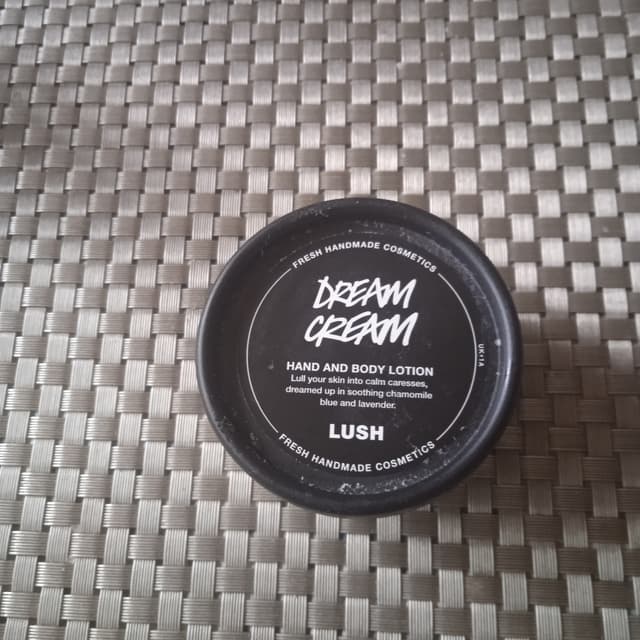 FRESH HANDMADE COSMETICS
DREAM
CREAM
HAND AND BODY LOTION
Lull your skin into calm caresses,
dreamed up in soothing chamomile
blue and lavender.
LUSH
FRESH HANDMADE COSMETICS
UK1A